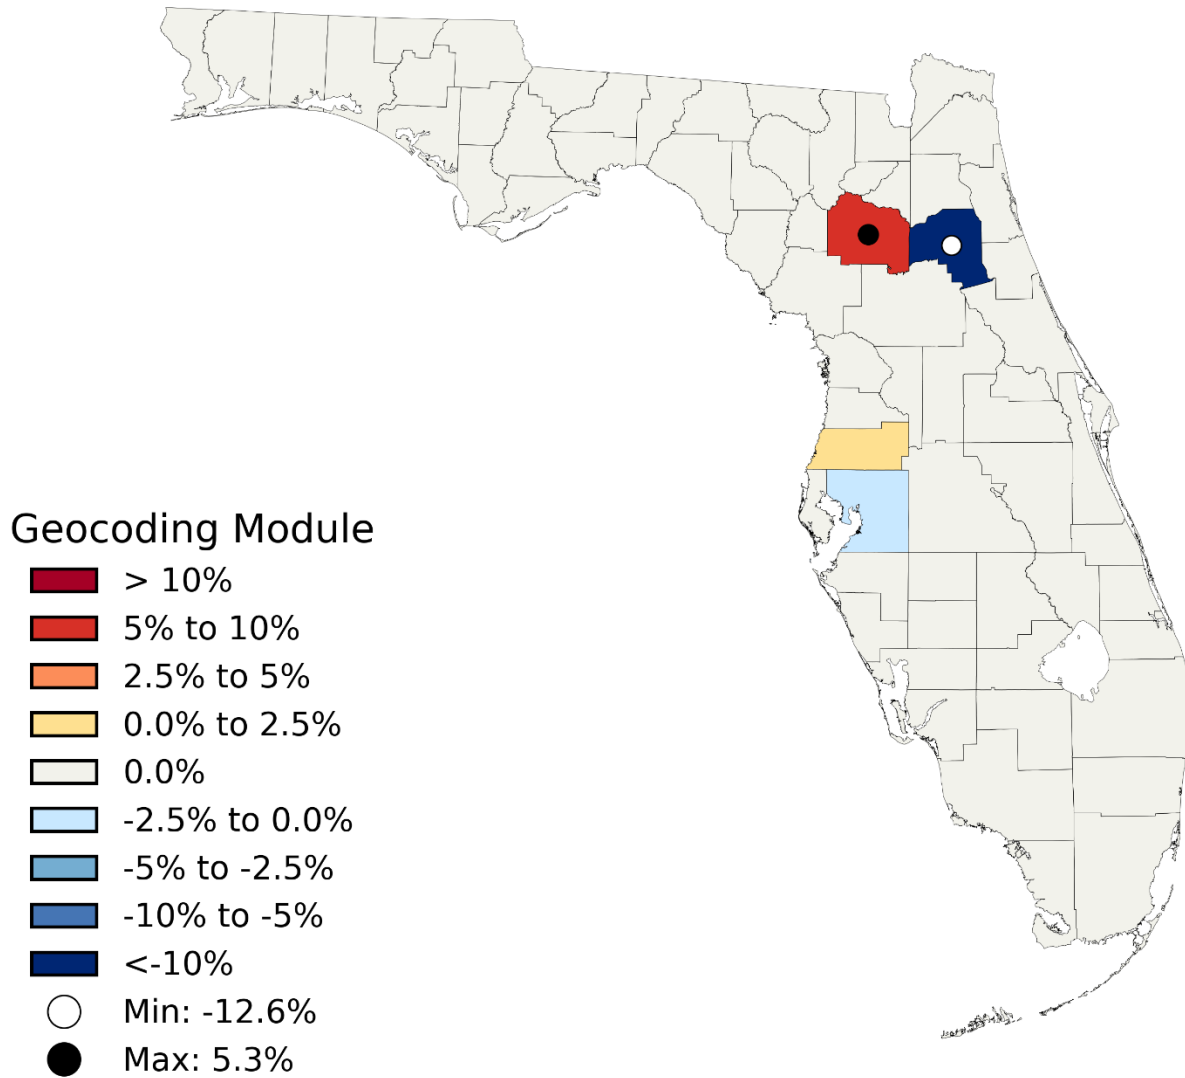 Geocoding Module
> 10%
5% to 10%
2.5% to 5%
0.0% to 2.5%
0.0%
-2.5% to 0.0%
-5% to -2.5%
-10% to -5%
<-10%
Min: -12.6%
Max: 5.3%